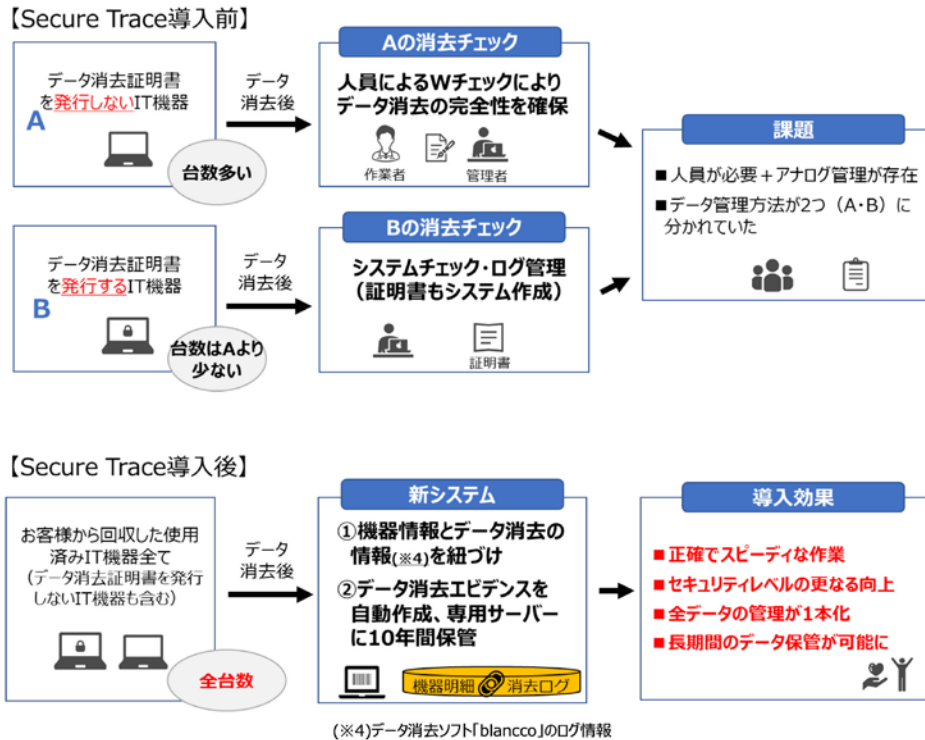 【Secure Trace導入前】
データ消去証明書
を発行しないIT機器
A
台数多い
データ
消去後
Aの消去チェック
人員によるWチェックにより
データ消去の完全性を確保
作業者
管理者
データ消去証明書
を発行するIT機器
B
台数はAより
少ない
データ
消去後
Bの消去チェック
システムチェック・ログ管理
（証明書もシステム作成）
証明書
課題
■人員が必要＋アナログ管理が存在
■データ管理方法が2つ（A・B）に
分かれていた
【Secure Trace導入後】
お客様から回収した使用
済みIT機器全て
（データ消去証明書を発行
しないIT機器も含む）
全台数
データ
消去後
新システム
①機器情報とデータ消去の
情報(※4)を紐づけ
②データ消去エビデンスを
自動作成、専用サーバー
に10年間保管
機器明細
消去ログ
導入効果
■正確でスピーディな作業
■セキュリティレベルの更なる向上
■全データの管理が1本化
■長期間のデータ保管が可能に
(※4)データ消去ソフト「blancco」のログ情報